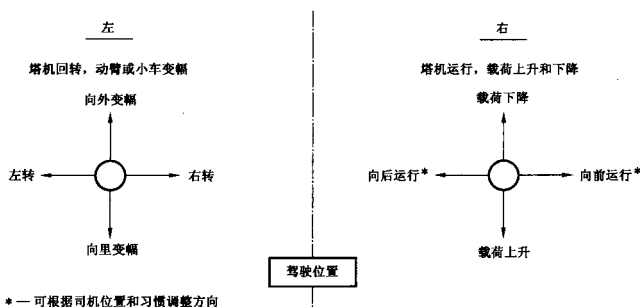 左
塔机回转，动臂或小车变幅
向外变幅
左转
右转
向里变幅
右
塔机运行，载荷上升和下降
载荷下降
向后运行*
向前运行*
载荷上升
驾驶位置
* — 可根据司机位置和习惯调整方向